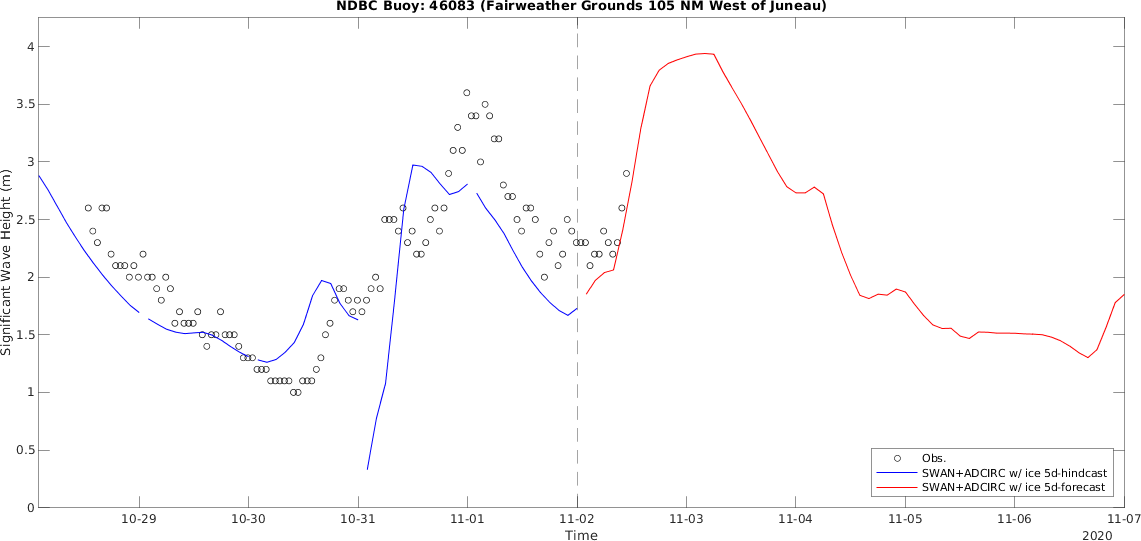 NDBC Buoy: 46083 (Fairweather Grounds 105 NM West of Juneau)
Significant Wave Height (m)
4
3.5
3
2.5
2
1.5
1
0.5
0
Obs.
SWAN+ADCIRC w/ ice 5d-hindcast
SWAN+ADCIRC w/ ice 5d-forecast
10-29 10-30 10-31 11-01 11-02 11-03 11-04 11-05 11-06 11-07
Time
2020